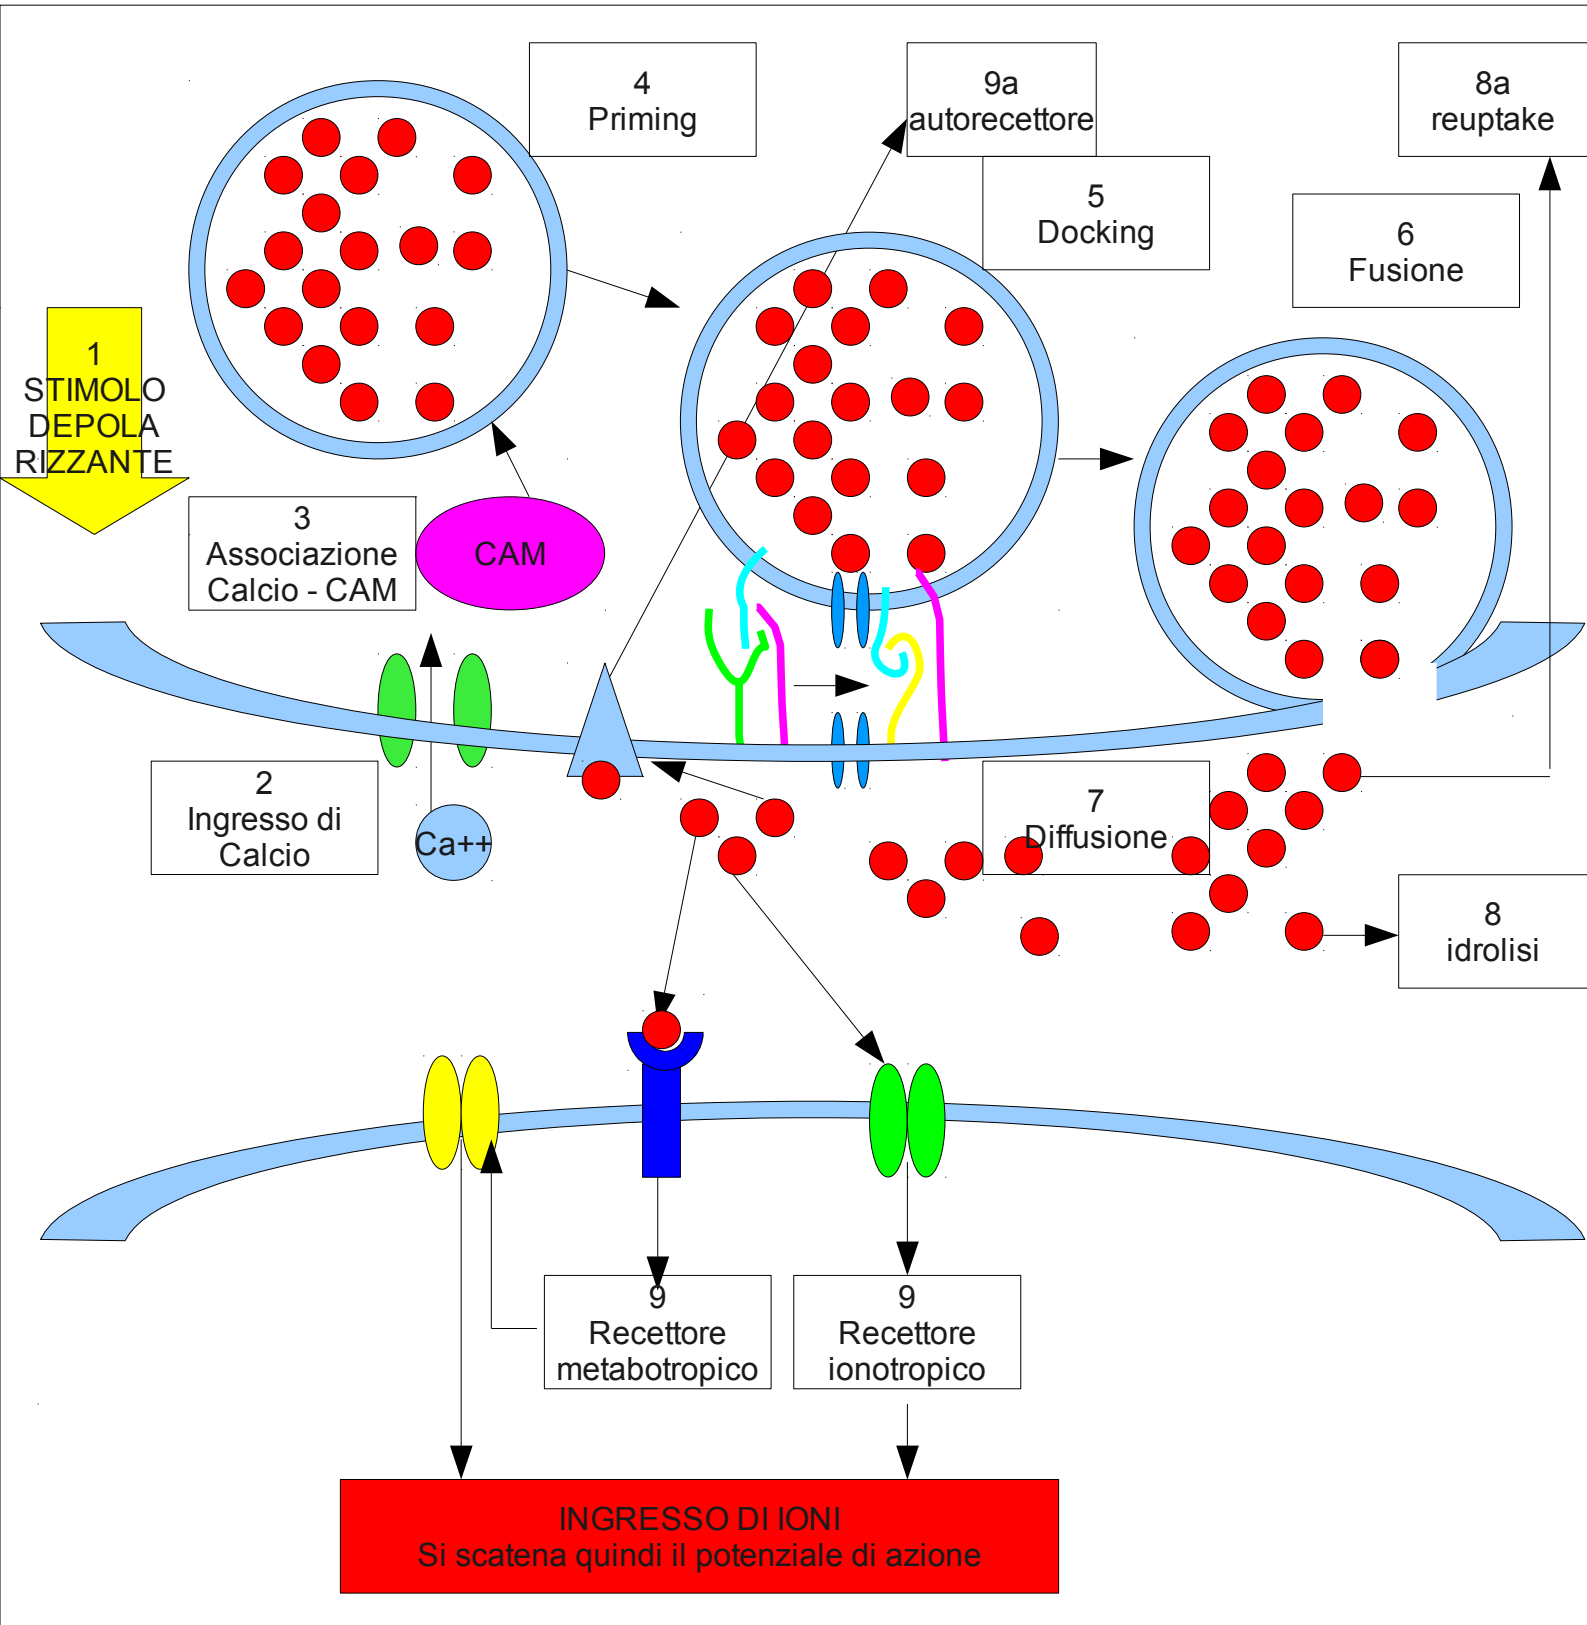 4
Priming
9a
autorecettore
8a
reuptake
5
Docking
6
Fusione
1
STIMOLO
DEPOLA
RIZZANTE
3
Associazione
Calcio - CAM
CAM
2
Ingresso di
Calcio
Ca++
7
Diffusione
8
idrolisi
9
Recettore
metabotropico
9
Recettore
ionotropico
INGRESSO DI IONI
Si scatena quindi il potenziale di azione